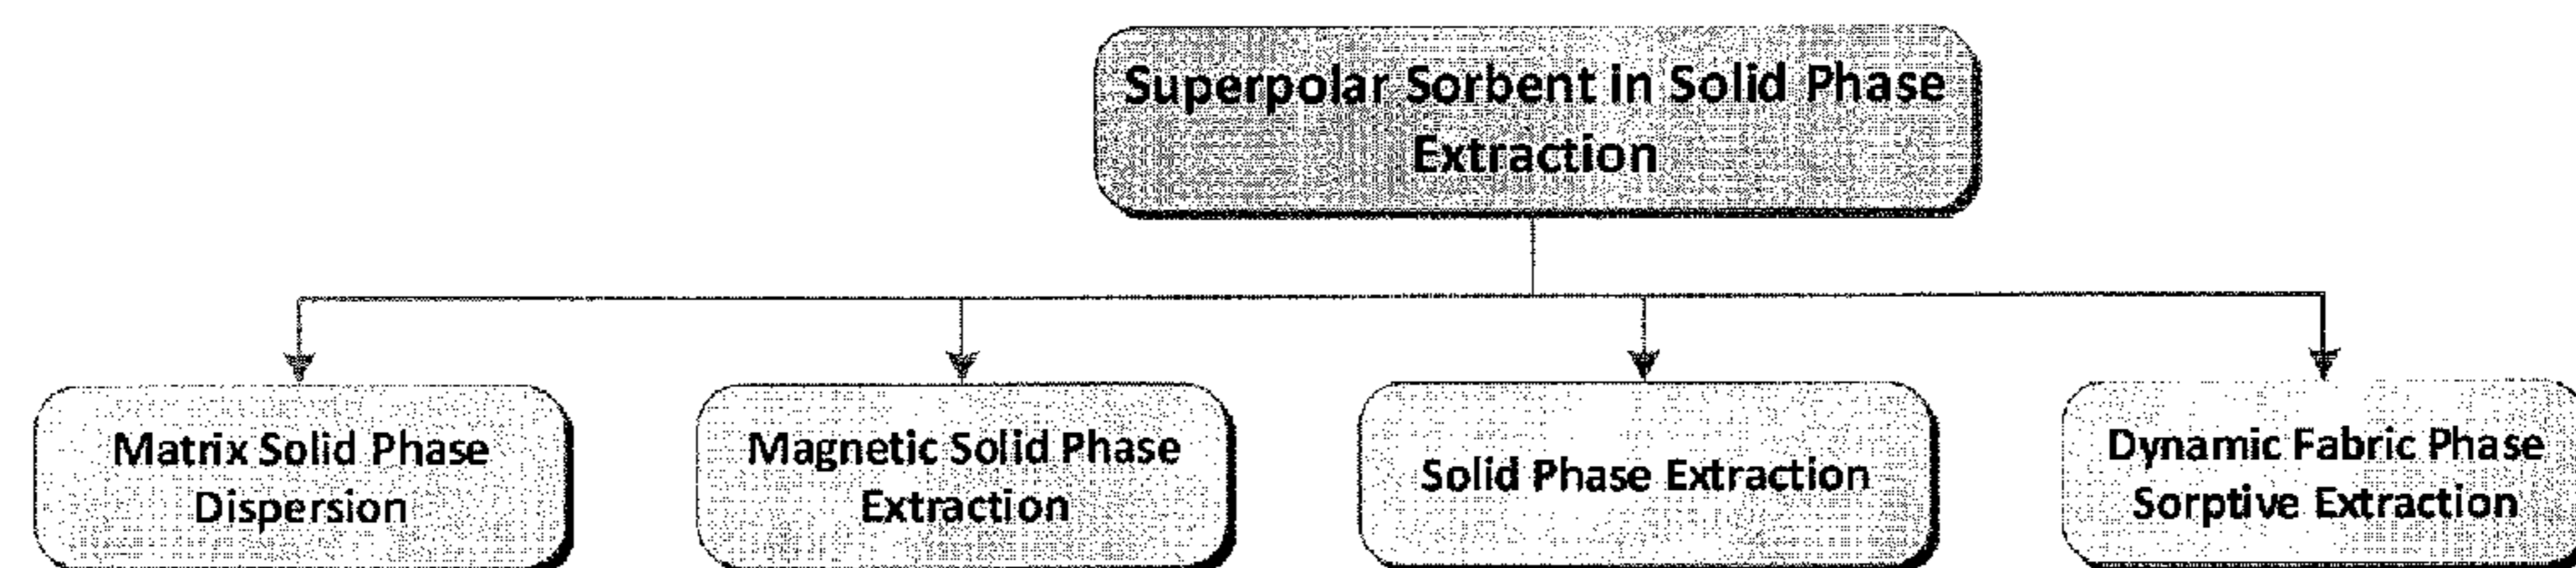 Superpolar Sorbent in Solid Phase
Extraction
Matrix Solid Phase
Dispersion
Magnetic Solid Phase
Extraction
Solid Phase Extraction
Dynamic Fabric Phase
Sorptive Extraction